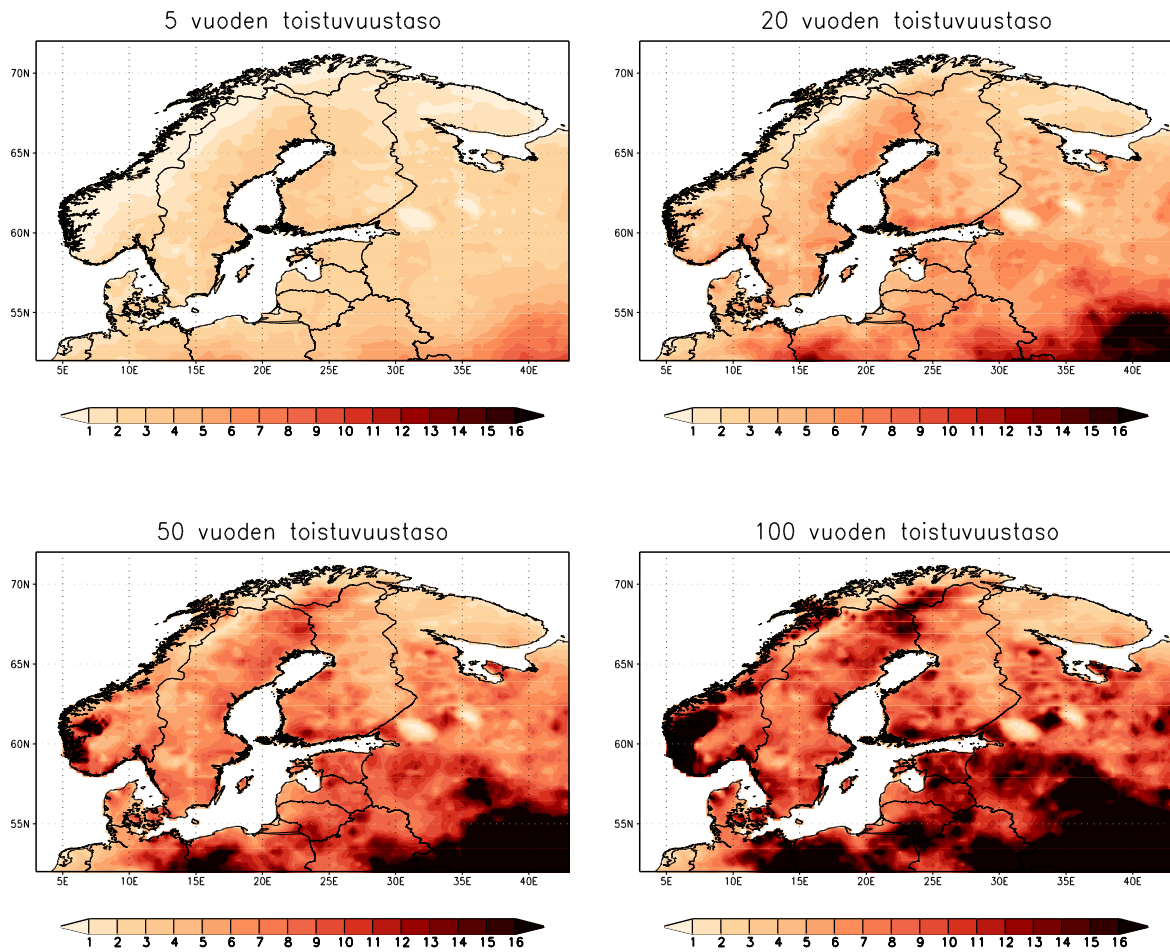 5 vuoden toistuvuustaso
20 vuoden toistuvuustaso
70N
65N
60N
55N
5E 10E 15E 20E 25E 30E 35E 40E
1 2 3 4 5 6 7 8 9 10 11 12 13 14 15 16
70N
65N
60N
55N
5E 10E 15E 20E 25E 30E 35E 40E
1 2 3 4 5 6 7 8 9 10 11 12 13 14 15 16
50 vuoden toistuvuustaso
100 vuoden toistuvuustaso
70N
65N
60N
55N
5E 10E 15E 20E 25E 30E 35E 40E
1 2 3 4 5 6 7 8 9 10 11 12 13 14 15 16
70N
65N
60N
55N
5E 10E 15E 20E 25E 30E 35E 40E
1 2 3 4 5 6 7 8 9 10 11 12 13 14 15 16